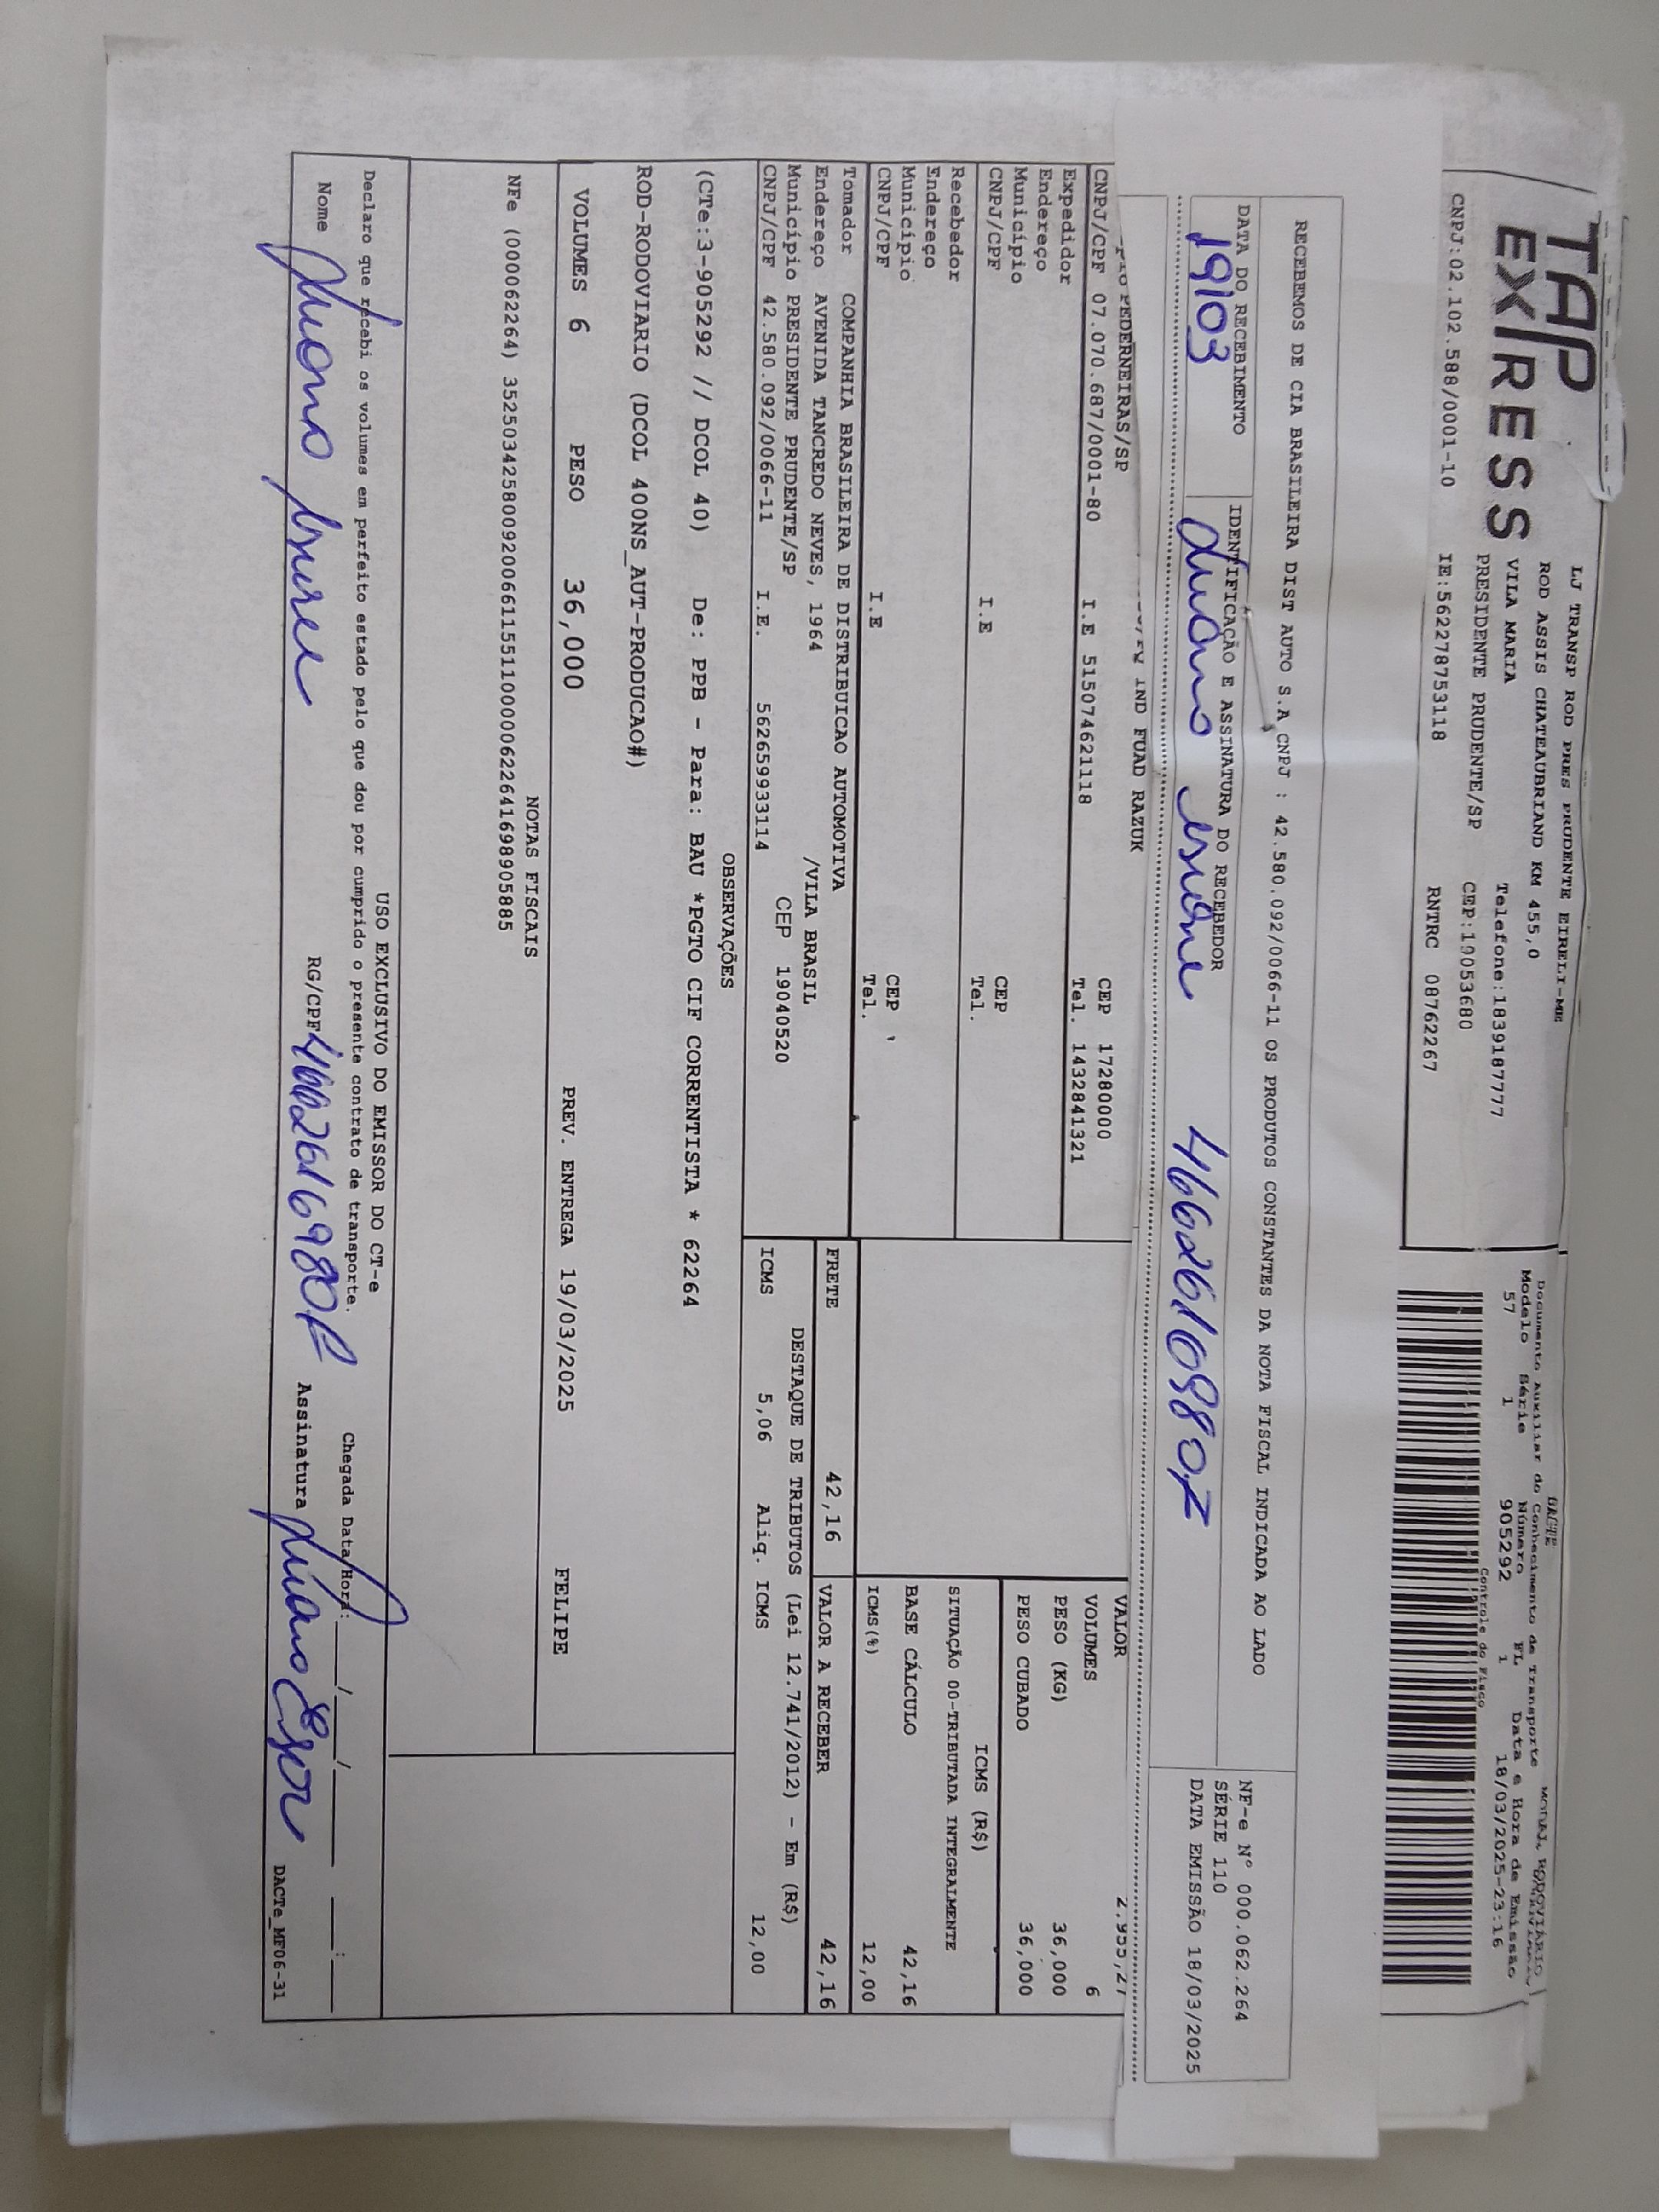 TAP
EXPRESS
LJ TRANSP ROD PRES PRUDENTE EIRELI-ME
ROD ASSIS CHATEAUBRIAND KM 455,0
VILA MARIA Telefone:1839187777
PRESIDENTE PRUDENTE/SP CEP:19053680
CNPJ:02.102.588/0001-10 IE:562278753118 RNTRC 08762267
DACTE MODAL RODOVIÁRIO
Documento Auxiliar do Conhecimento de Transporte
Modelo Série Número FL Data e Hora de Emissão
57 1 905292 1 18/03/2025-23:16
Controle do Fisco
RECEBEMOS DE CIA BRASILEIRA DIST AUTO S.A CNPJ : 42.580.092/0066-11 OS PRODUTOS CONSTANTES DA NOTA FISCAL INDICADA AO LADO
DATA DO RECEBIMENTO IDENTIFICAÇÃO E ASSINATURA DO RECEBEDOR
19/03
NF-e Nº 000.062.264
SÉRIE 110
DATA EMISSÃO 18/03/2025
IND FUAD RAZUK
PEDERNEIRAS/SP
CEP 17280000
CNPJ/CPF 07.070.687/0001-80 I.E 515074621118 Tel. 1432841321
Expedidor
Endereço
Município CEP
CNPJ/CPF I.E Tel.
Recebedor
Endereço
Município CEP
CNPJ/CPF I.E Tel.
Tomador COMPANHIA BRASILEIRA DE DISTRIBUICAO AUTOMOTIVA
Endereço AVENIDA TANCREDO NEVES, 1964 /VILA BRASIL
Município PRESIDENTE PRUDENTE/SP CEP 19040520
CNPJ/CPF 42.580.092/0066-11 I.E. 562659933114
VALOR
VOLUMES 6
PESO (KG) 36,000
PESO CUBADO 36,000
ICMS (R$)
SITUAÇÃO 00-TRIBUTADA INTEGRALMENTE
BASE CÁLCULO 42,16
ICMS(%) 12,00
FRETE 42,16 VALOR A RECEBER 42,16
DESTAQUE DE TRIBUTOS (Lei 12.741/2012) - Em (R$)
ICMS 5,06 Aliq. ICMS 12,00
OBSERVAÇÕES
(CTe:3-905292 // DCOL 40) De: PPB - Para: BAU *PGTO CIF CORRENTISTA * 62264
ROD-RODOVIARIO (DCOL 400NS_AUT-PRODUCAO#)
VOLUMES 6 PESO 36,000 PREV. ENTREGA 19/03/2025 FELIPE
NOTAS FISCAIS
NFe (000062264) 35250342580092006611551100000622641698905885
USO EXCLUSIVO DO EMISSOR DO CT-e
Declaro que recebi os volumes em perfeito estado pelo que dou por cumprido o presente contrato de transporte. Chegada Data/Hora: ___/___/___ __:__
Nome RG/CPF Assinatura
DACTe_MF06-31